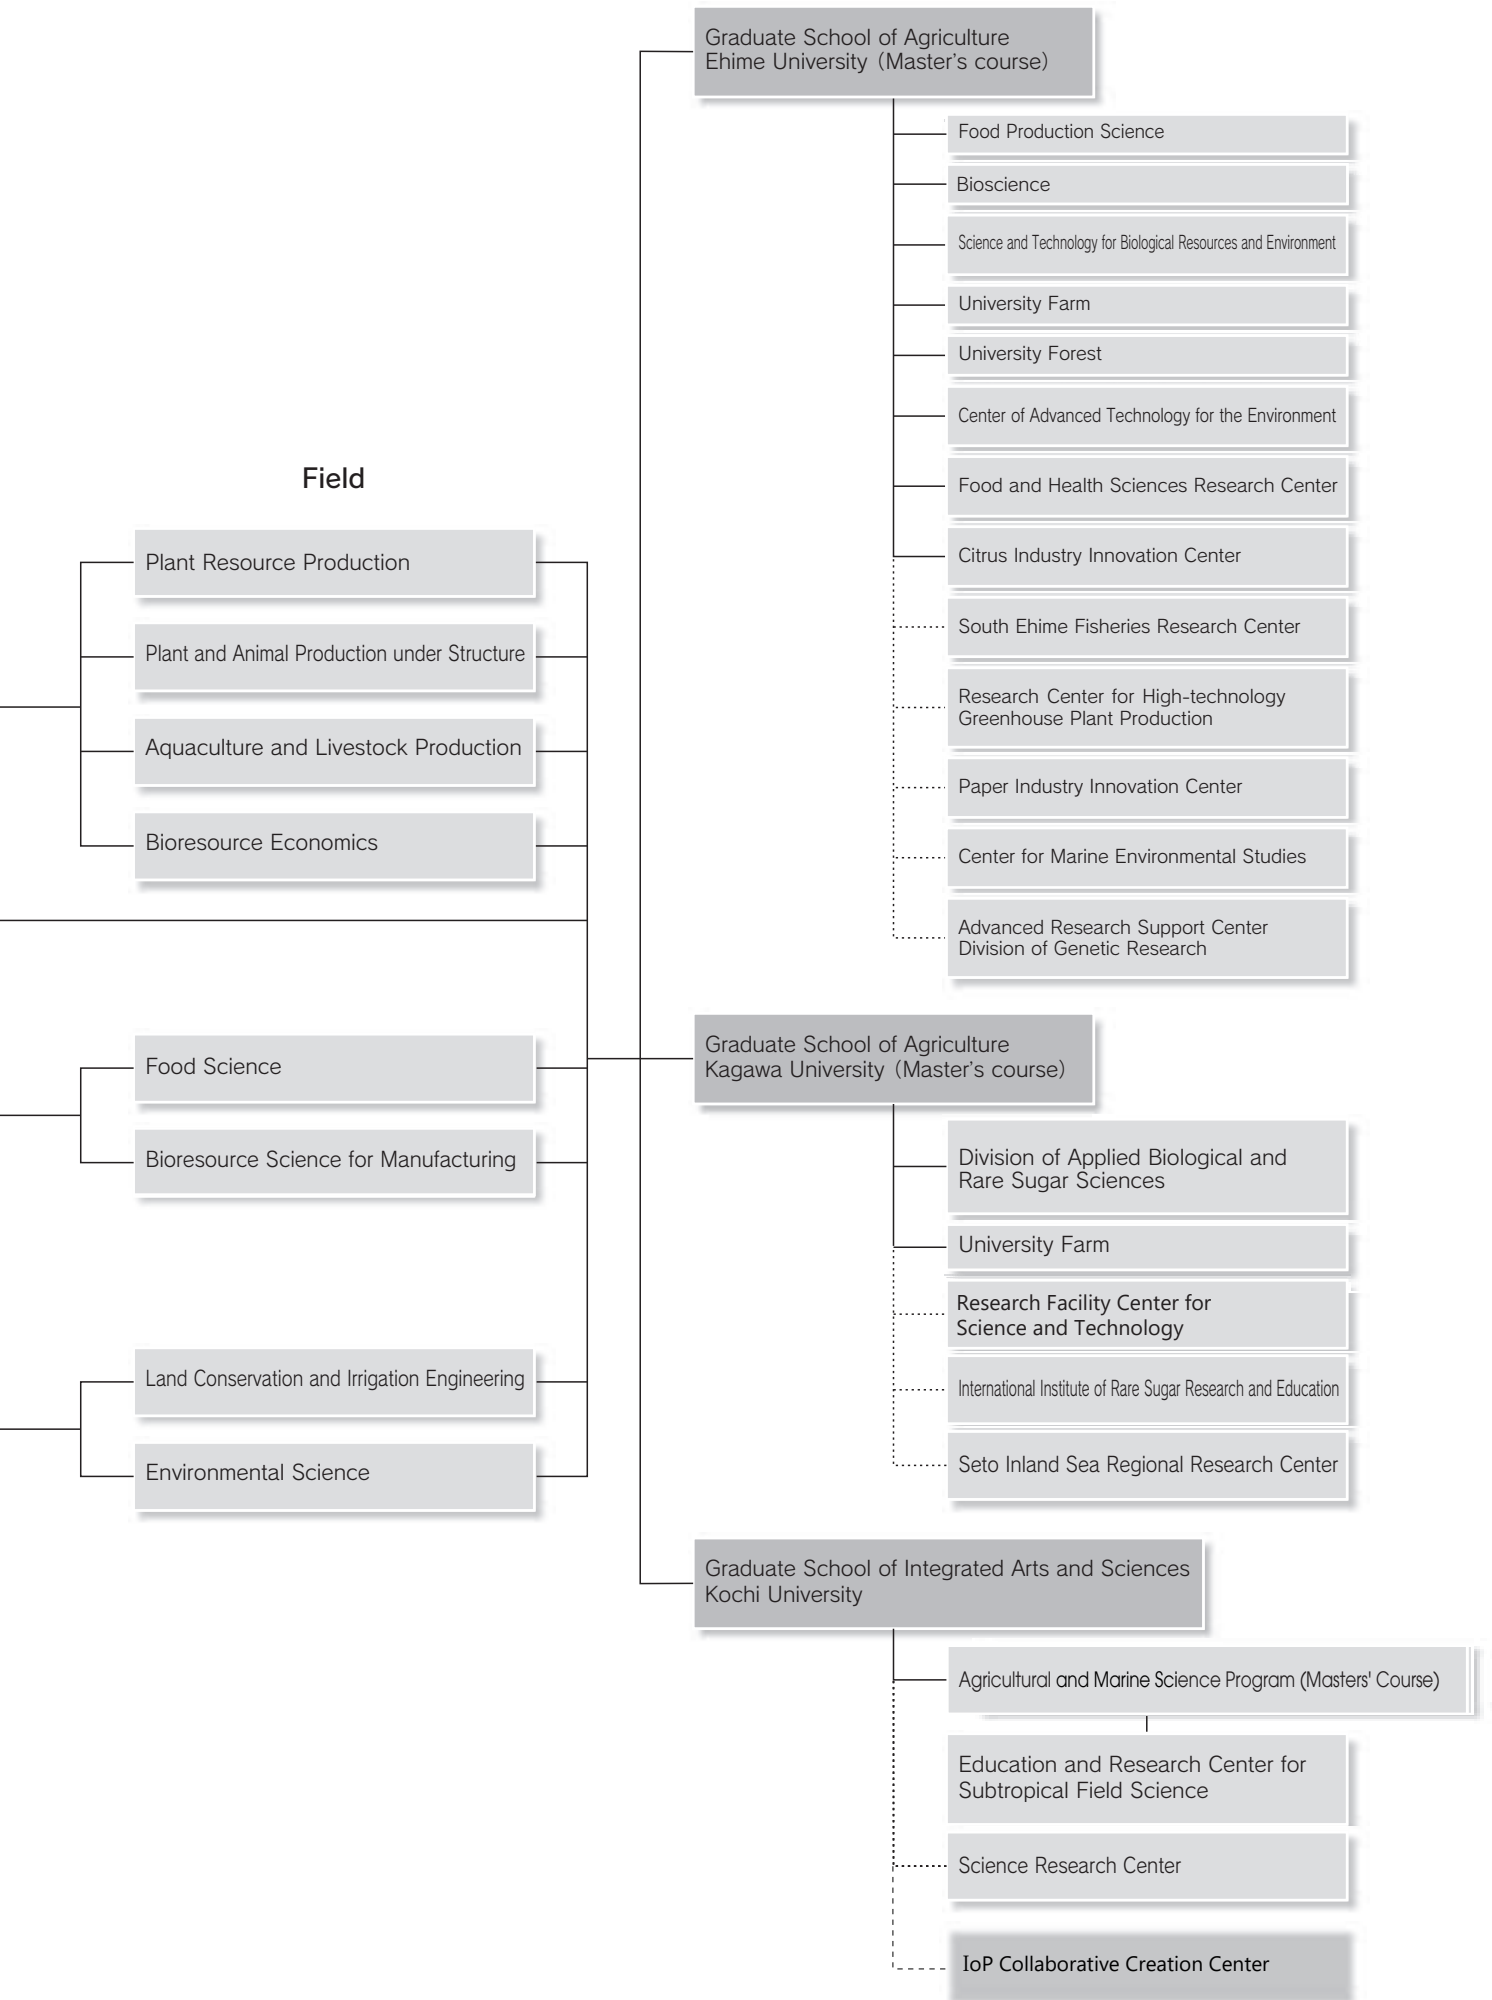 Field
Plant Resource Production
Plant and Animal Production under Structure
Aquaculture and Livestock Production
Bioresource Economics
Food Science
Bioresource Science for Manufacturing
Land Conservation and Irrigation Engineering
Environmental Science
Graduate School of Agriculture
Ehime University (Master's course)
Food Production Science
Bioscience
Science and Technology for Biological Resources and Environment
University Farm
University Forest
Center of Advanced Technology for the Environment
Food and Health Sciences Research Center
Citrus Industry Innovation Center
South Ehime Fisheries Research Center
Research Center for High-technology
Greenhouse Plant Production
Paper Industry Innovation Center
Center for Marine Environmental Studies
Advanced Research Support Center
Division of Genetic Research
Graduate School of Agriculture
Kagawa University (Master's course)
Division of Applied Biological and
Rare Sugar Sciences
University Farm
Research Facility Center for
Science and Technology
International Institute of Rare Sugar Research and Education
Seto Inland Sea Regional Research Center
Graduate School of Integrated Arts and Sciences
Kochi University
Agricultural and Marine Science Program (Masters' Course)
Education and Research Center for
Subtropical Field Science
Science Research Center
IoP Collaborative Creation Center